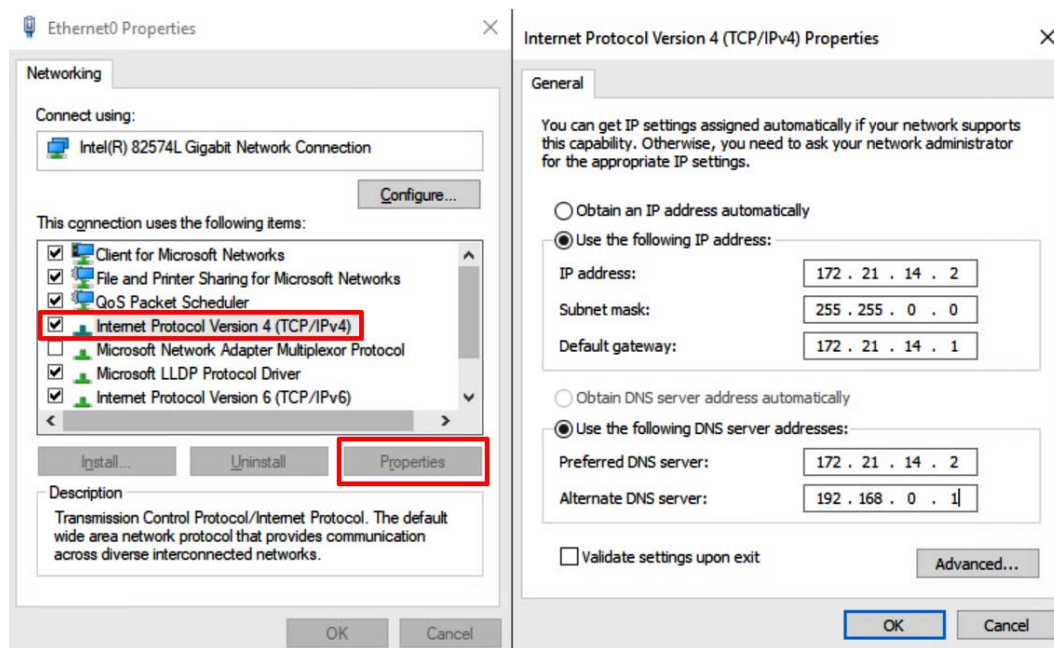 Ethernet0 Properties
Networking
Connect using:
Intel(R) 82574L Gigabit Network Connection
Configure...
This connection uses the following items:
Client for Microsoft Networks
File and Printer Sharing for Microsoft Networks
QoS Packet Scheduler
Internet Protocol Version 4 (TCP/IPv4)
Microsoft Network Adapter Multiplexor Protocol
Microsoft LLDP Protocol Driver
Internet Protocol Version 6 (TCP/IPv6)
Install...
Uninstall
Properties
Description
Transmission Control Protocol/Internet Protocol. The default
wide area network protocol that provides communication
across diverse interconnected networks.
OK
Cancel
Internet Protocol Version 4 (TCP/IPv4) Properties
General
You can get IP settings assigned automatically if your network supports
this capability. Otherwise, you need to ask your network administrator
for the appropriate IP settings.
Obtain an IP address automatically
Use the following IP address:
IP address: 172 . 21 . 14 . 2
Subnet mask: 255 . 255 . 0 . 0
Default gateway: 172 . 21 . 14 . 1
Obtain DNS server address automatically
Use the following DNS server addresses:
Preferred DNS server: 172 . 21 . 14 . 2
Alternate DNS server: 192 . 168 . 0 . 1
Validate settings upon exit
Advanced...
OK
Cancel